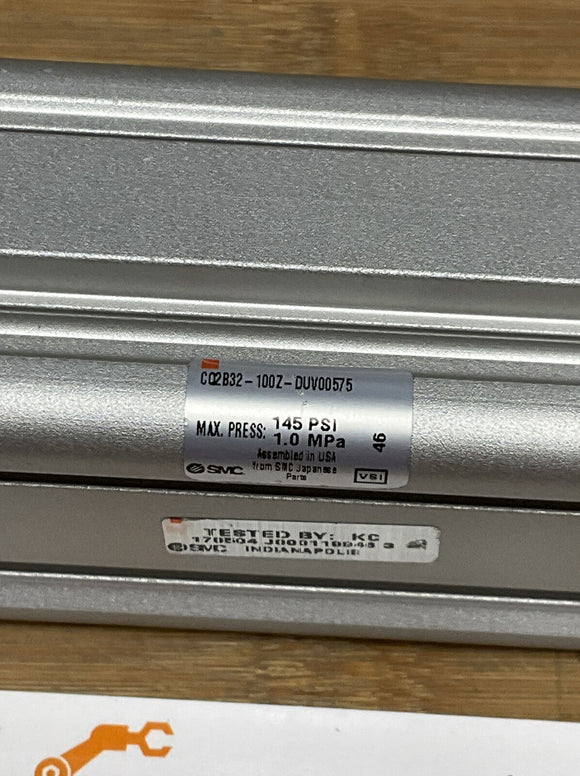 CQ2B32-100Z-DUV00575
MAX. PRESS: 145 PSI
1.0 MPa
46
Assembled in USA
from SMC Japanese
Parts
SMC
VSI
TESTED BY: KC
SMC INDIANAPOLIS